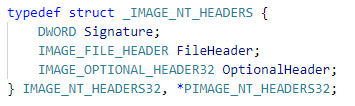 typedef struct _IMAGE_NT_HEADERS {
    DWORD Signature;
    IMAGE_FILE_HEADER FileHeader;
    IMAGE_OPTIONAL_HEADER32 OptionalHeader;
} IMAGE_NT_HEADERS32, *PIMAGE_NT_HEADERS32;